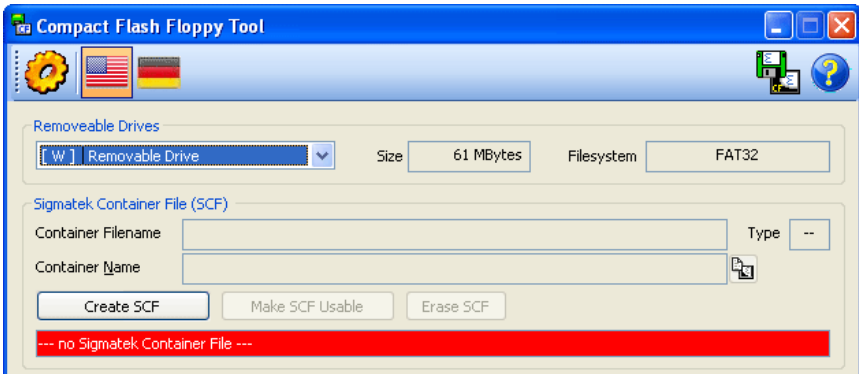 Compact Flash Floppy Tool
Removeable Drives
[ W ] Removable Drive Size 61 MBytes Filesystem FAT32
Sigmatek Container File (SCF)
Container Filename Type --
Container Name
Create SCF Make SCF Usable Erase SCF
--- no Sigmatek Container File ---